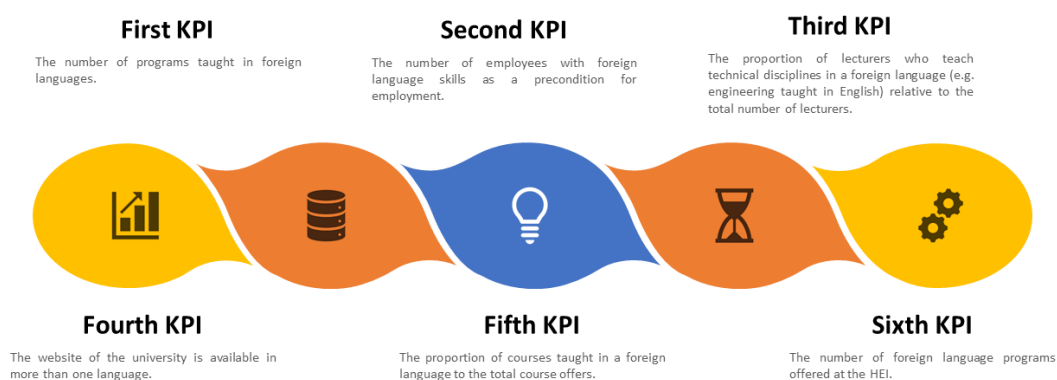 First KPI
The number of programs taught in foreign
languages.
Second KPI
The number of employees with foreign
language skills as a precondition for
employment.
Third KPI
The proportion of lecturers who teach
technical disciplines in a foreign language (e.g.
engineering taught in English) relative to the
total number of lecturers.
Fourth KPI
The website of the university is available in
more than one language.
Fifth KPI
The proportion of courses taught in a foreign
language to the total course offers.
Sixth KPI
The number of foreign language programs
offered at the HEI.